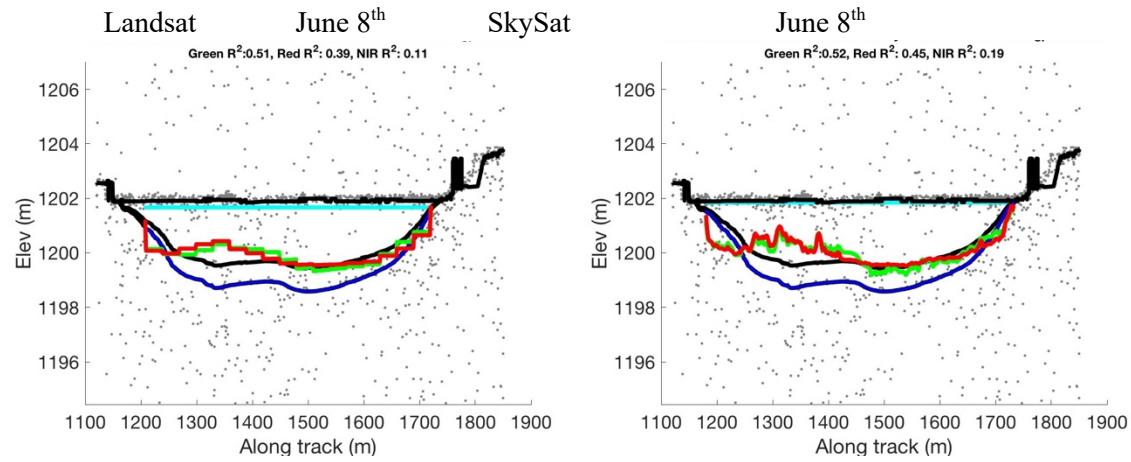 Landsat June 8th SkySat June 8th
Green R2:0.51, Red R2: 0.39, NIR R2: 0.11
1206
1204
1202
1200
1198
1196
Elev (m)
1100 1200 1300 1400 1500 1600 1700 1800 1900
Along track (m)
Green R2:0.52, Red R2: 0.45, NIR R2: 0.19
1206
1204
1202
1200
1198
1196
Elev (m)
1100 1200 1300 1400 1500 1600 1700 1800 1900
Along track (m)